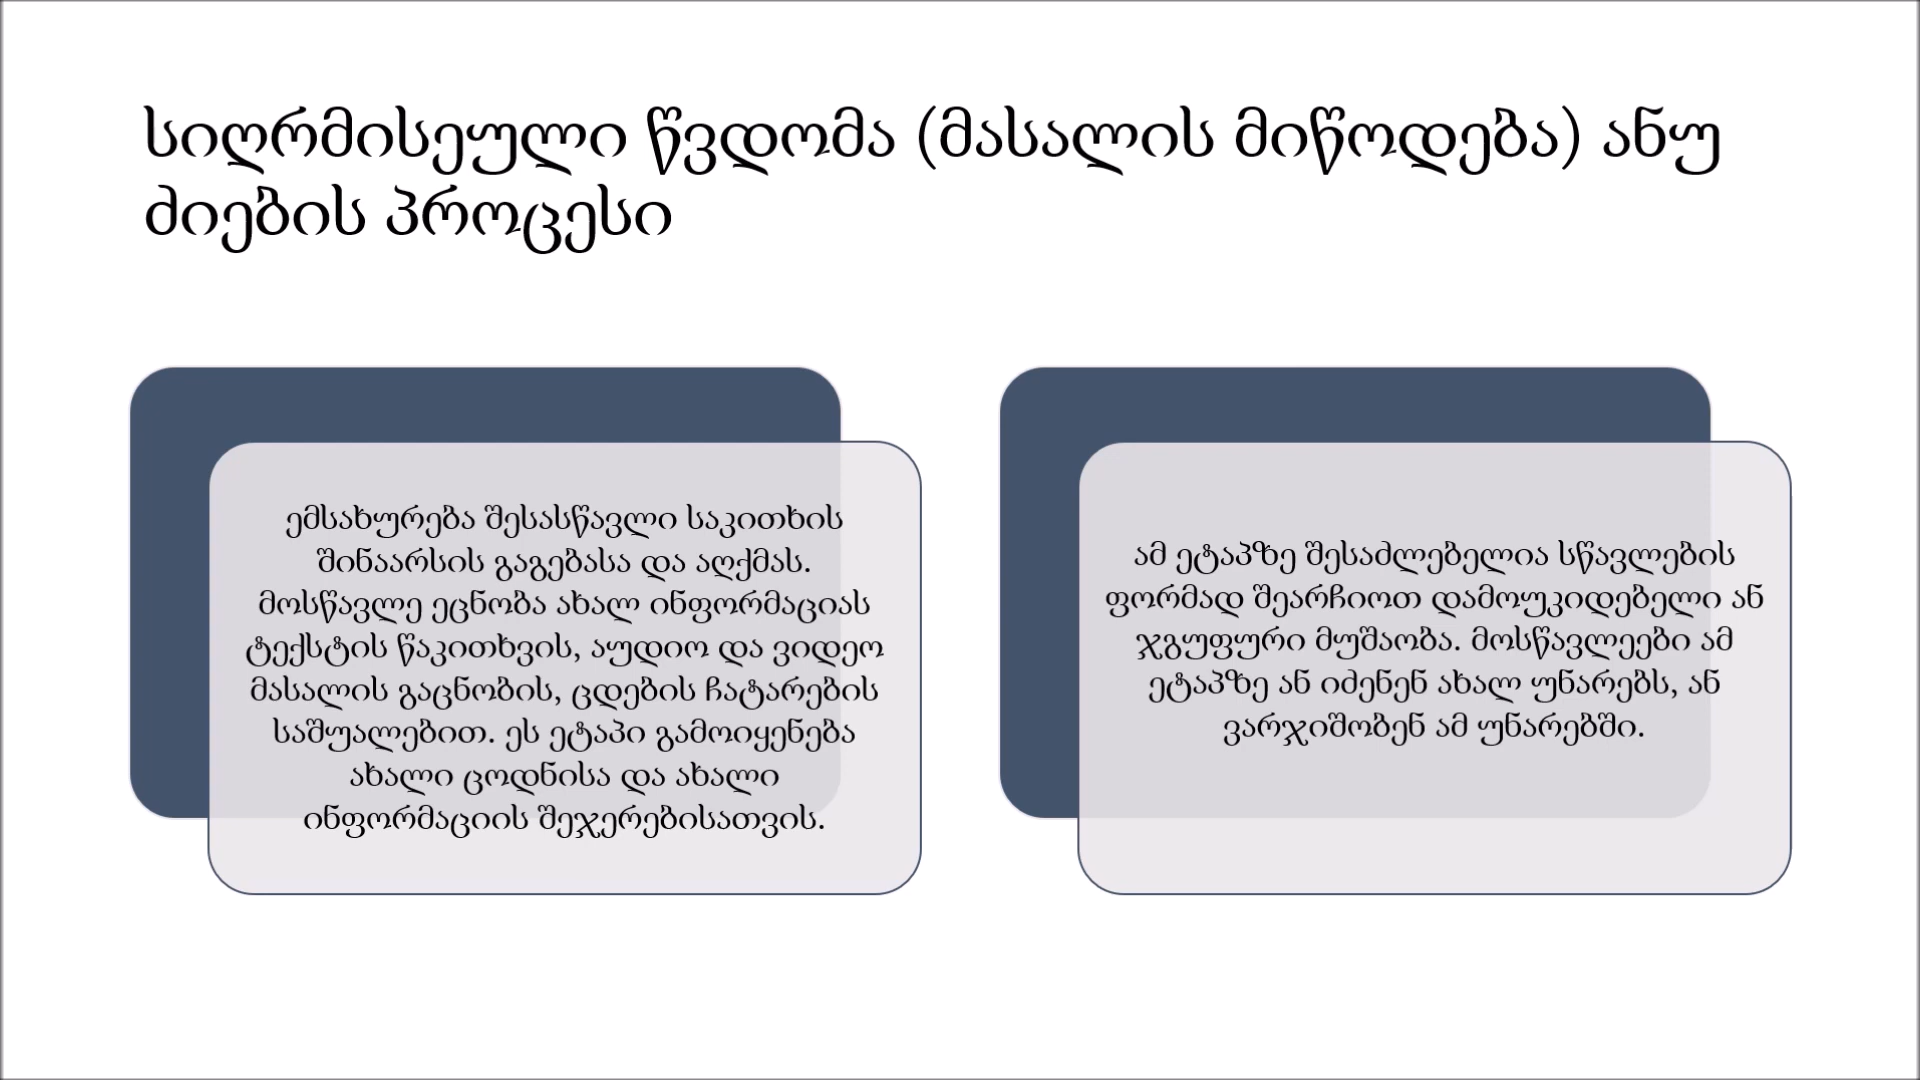 სიღრმისეული წვდომა (მასალის მიწოდება) ანუ
ძიების პროცესი
ემსახურება შესასწავლი საკითხის
შინაარსის გაგებასა და აღქმას.
მოსწავლე ეცნობა ახალ ინფორმაციას
ტექსტის წაკითხვის, აუდიო და ვიდეო
მასალის გაცნობის, ცდების ჩატარების
საშუალებით. ეს ეტაპი გამოიყენება
ახალი ცოდნისა და ახალი
ინფორმაციის შეჯერებისათვის.
ამ ეტაპზე შესაძლებელია სწავლების
ფორმად შეარჩიოთ დამოუკიდებელი ან
ჯგუფური მუშაობა. მოსწავლეები ამ
ეტაპზე ან იძენენ ახალ უნარებს, ან
ვარჯიშობენ ამ უნარებში.